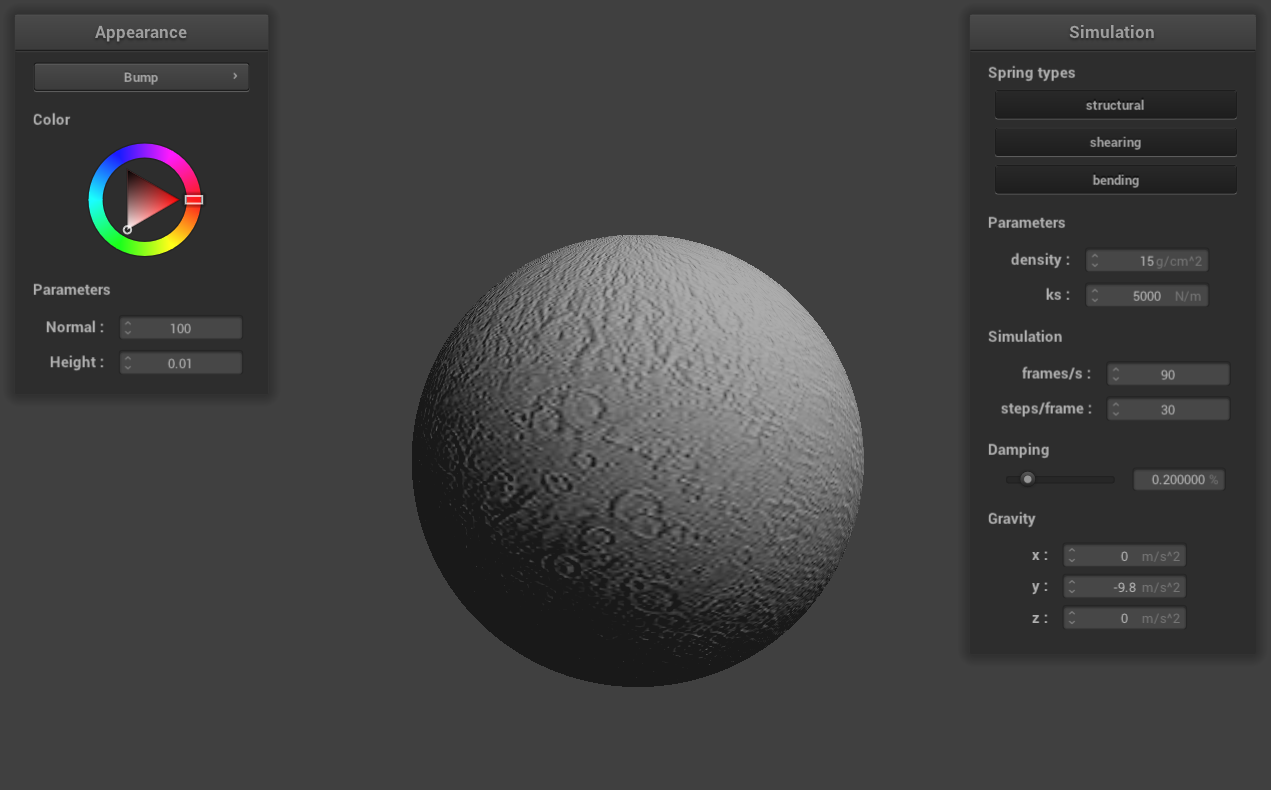 Appearance
Bump
Color
Parameters
Normal : 100
Height : 0.01
Simulation
Spring types
structural
shearing
bending
Parameters
density : 15 g/cm^2
ks : 5000 N/m
Simulation
frames/s : 90
steps/frame : 30
Damping
0.200000 %
Gravity
x : 0 m/s^2
y : -9.8 m/s^2
z : 0 m/s^2